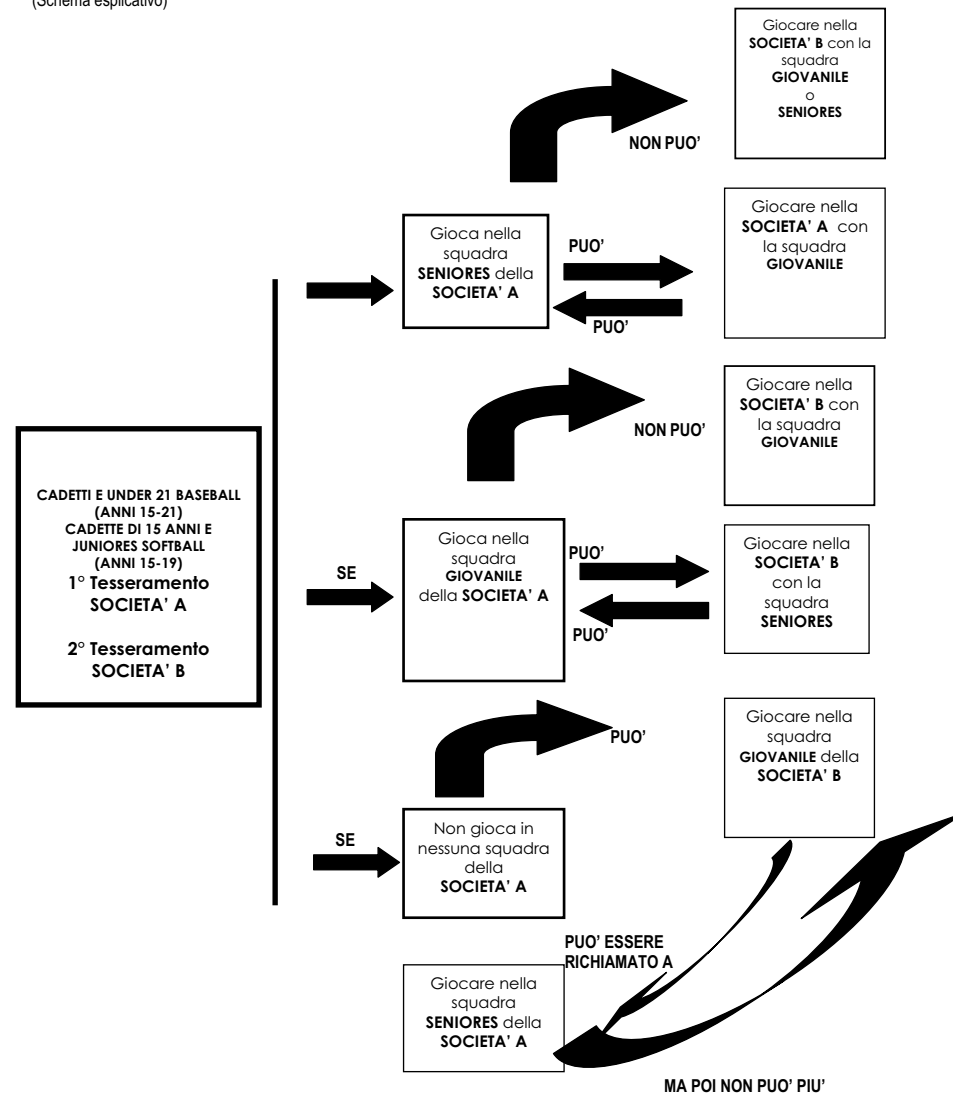 (Schema esplicativo)
Giocare nella
SOCIETA' B con la
squadra
GIOVANILE
o
SENIORES
NON PUO'
Gioca nella
squadra
SENIORES della
SOCIETA' A
PUO'
PUO'
Giocare nella
SOCIETA' A con
la squadra
GIOVANILE
CADETTI E UNDER 21 BASEBALL
(ANNI 15-21)
CADETTE DI 15 ANNI E
JUNIORES SOFTBALL
(ANNI 15-19)
1° Tesseramento
SOCIETA' A
2° Tesseramento
SOCIETA' B
NON PUO'
Giocare nella
SOCIETA' B con
la squadra
GIOVANILE
SE
Gioca nella
squadra
GIOVANILE
della SOCIETA' A
PUO'
PUO'
Giocare nella
SOCIETA' B
con la
squadra
SENIORES
PUO'
Giocare nella
squadra
GIOVANILE della
SOCIETA' B
SE
Non gioca in
nessuna squadra
della
SOCIETA' A
PUO' ESSERE
RICHIAMATO A
Giocare nella
squadra
SENIORES della
SOCIETA' A
MA POI NON PUO' PIU'